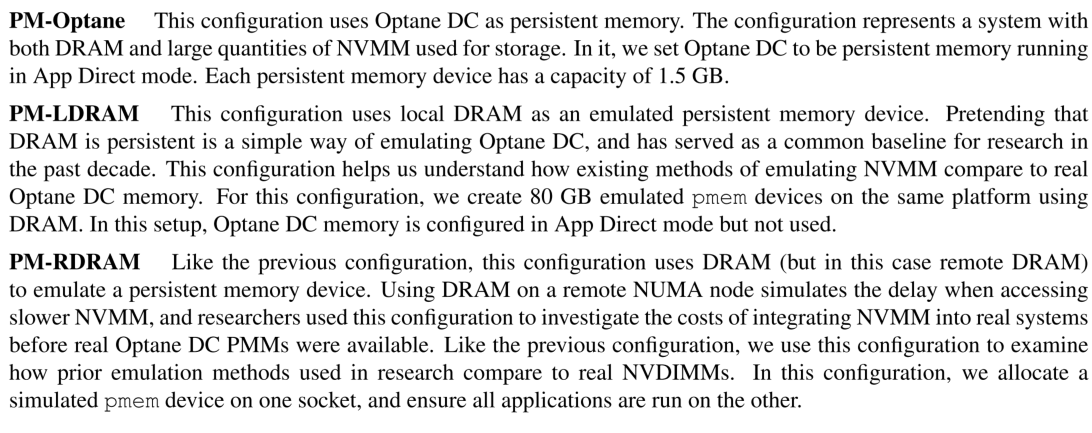 PM-Optane This configuration uses Optane DC as persistent memory. The configuration represents a system with
both DRAM and large quantities of NVMM used for storage. In it, we set Optane DC to be persistent memory running
in App Direct mode. Each persistent memory device has a capacity of 1.5 GB.
PM-LDRAM This configuration uses local DRAM as an emulated persistent memory device. Pretending that
DRAM is persistent is a simple way of emulating Optane DC, and has served as a common baseline for research in
the past decade. This configuration helps us understand how existing methods of emulating NVMM compare to real
Optane DC memory. For this configuration, we create 80 GB emulated pmem devices on the same platform using
DRAM. In this setup, Optane DC memory is configured in App Direct mode but not used.
PM-RDRAM Like the previous configuration, this configuration uses DRAM (but in this case remote DRAM)
to emulate a persistent memory device. Using DRAM on a remote NUMA node simulates the delay when accessing
slower NVMM, and researchers used this configuration to investigate the costs of integrating NVMM into real systems
before real Optane DC PMMs were available. Like the previous configuration, we use this configuration to examine
how prior emulation methods used in research compare to real NVDIMMs. In this configuration, we allocate a
simulated pmem device on one socket, and ensure all applications are run on the other.